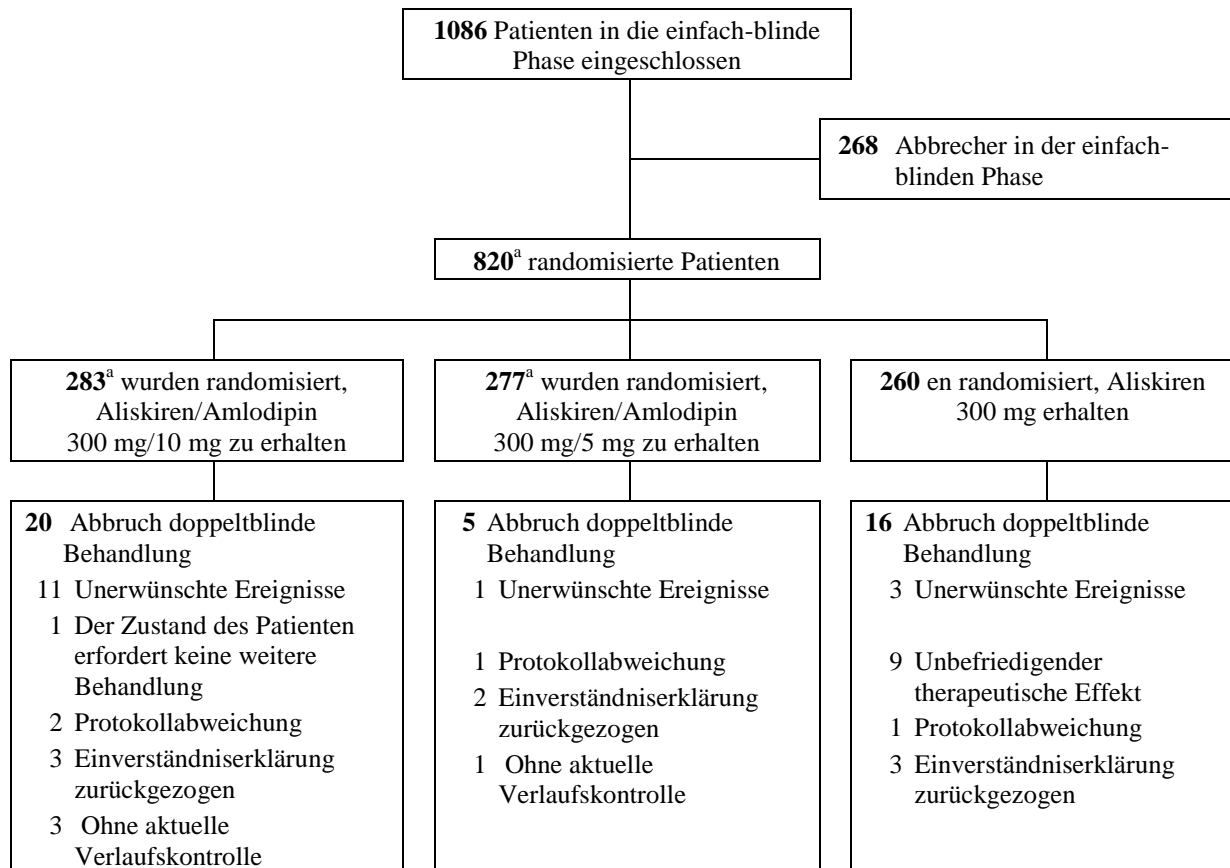 1086 Patienten in die einfach-blinde
Phase eingeschlossen
268 Abbrecher in der einfach-
blinden Phase
820a randomisierte Patienten
283a wurden randomisiert,
Aliskiren/Amlodipin
300 mg/10 mg zu erhalten
277a wurden randomisiert,
Aliskiren/Amlodipin
300 mg/5 mg zu erhalten
260 en randomisiert, Aliskiren
300 mg erhalten
20 Abbruch doppeltblinde
Behandlung
11 Unerwünschte Ereignisse
1 Der Zustand des Patienten
erfordert keine weitere
Behandlung
2 Protokollabweichung
3 Einverständniserklärung
zurückgezogen
3 Ohne aktuelle
Verlaufskontrolle
5 Abbruch doppeltblinde
Behandlung
1 Unerwünschte Ereignisse
1 Protokollabweichung
2 Einverständniserklärung
zurückgezogen
1 Ohne aktuelle
Verlaufskontrolle
16 Abbruch doppeltblinde
Behandlung
3 Unerwünschte Ereignisse
9 Unbefriedigender
therapeutische Effekt
1 Protokollabweichung
3 Einverständniserklärung
zurückgezogen